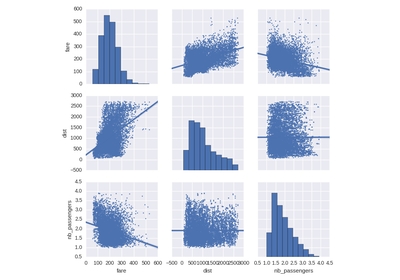 600
500
400
300
200
100
0
fare
3000
2500
2000
1500
1000
500
0
−500
dist
4.5
4.0
3.5
3.0
2.5
2.0
1.5
1.0
0.5
nb_passengers
0 100 200 300 400 500 600
−500 0 500 1000 1500 2000 2500 3000
0.5 1.0 1.5 2.0 2.5 3.0 3.5 4.0 4.5
fare
dist
nb_passengers